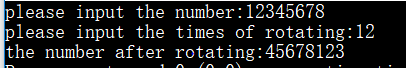 please input the number:12345678
please input the times of rotating:12
the number after rotating:45678123